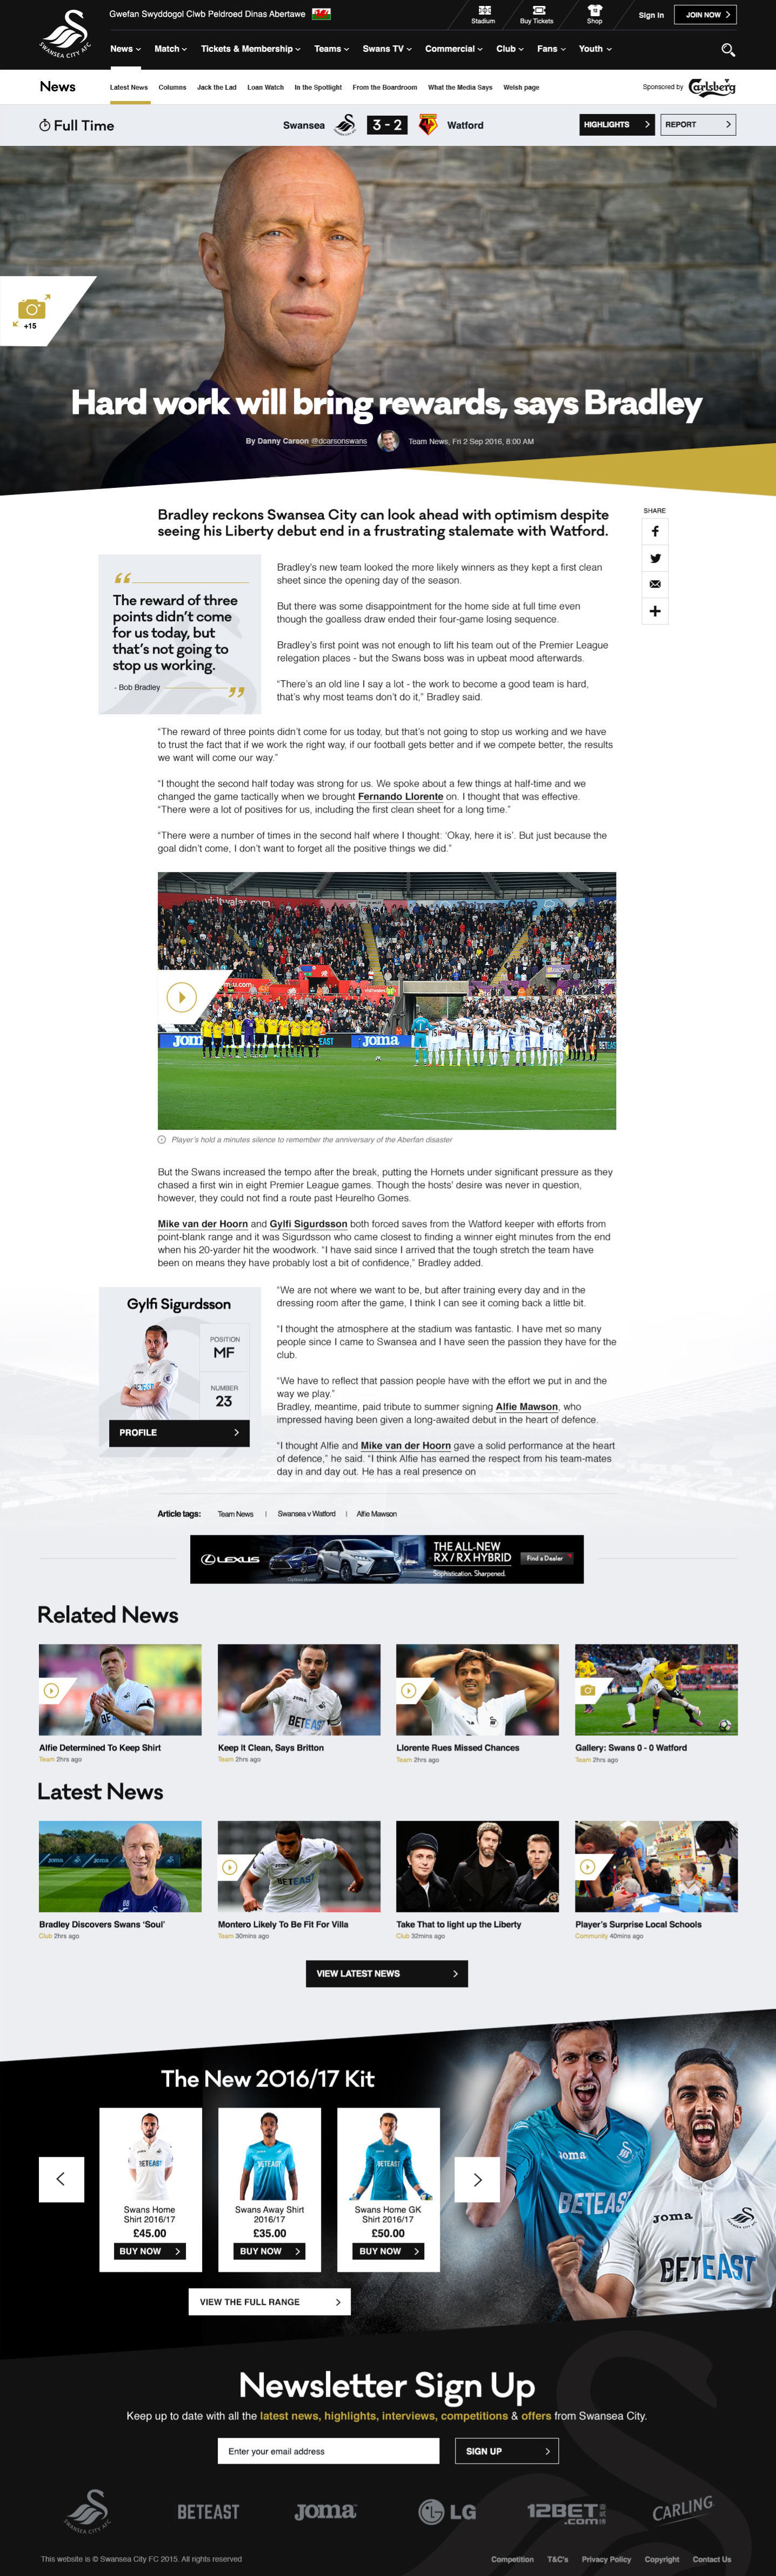 Gwefan Swyddogol Clwb Peldroed Dinas Abertawe
Stadium
Buy Tickets
Shop
Sign In
JOIN NOW
SWANSEA CITY AFC
News
Match
Tickets & Membership
Teams
Swans TV
Commercial
Club
Fans
Youth
News
Latest News
Columns
Jack the Lad
Loan Watch
In the Spotlight
From the Boardroom
What the Media Says
Welsh page
Sponsored by
Carlsberg
Full Time
Swansea
3 - 2
Watford
HIGHLIGHTS
REPORT
+15
Hard work will bring rewards, says Bradley
By Danny Carson @dcarsonswans
Team News, Fri 2 Sep 2016, 8:00 AM
Bradley reckons Swansea City can look ahead with optimism despite
seeing his Liberty debut end in a frustrating stalemate with Watford.
SHARE
“
The reward of three
points didn’t come
for us today, but
that’s not going to
stop us working.
- Bob Bradley
”
Bradley's new team looked the more likely winners as they kept a first clean
sheet since the opening day of the season.
But there was some disappointment for the home side at full time even
though the goalless draw ended their four-game losing sequence.
Bradley’s first point was not enough to lift his team out of the Premier League
relegation places - but the Swans boss was in upbeat mood afterwards.
“There’s an old line I say a lot - the work to become a good team is hard,
that’s why most teams don’t do it,” Bradley said.
“The reward of three points didn’t come for us today, but that’s not going to stop us working and we have
to trust the fact that if we work the right way, if our football gets better and if we compete better, the results
we want will come our way.”
“I thought the second half today was strong for us. We spoke about a few things at half-time and we
changed the game tactically when we brought Fernando Llorente on. I thought that was effective.
“There were a lot of positives for us, including the first clean sheet for a long time.”
“There were a number of times in the second half where I thought: ‘Okay, here it is’. But just because the
goal didn’t come, I don’t want to forget all the positive things we did.”
visitwales.com
Joma
EAST
Joma
BETEAST
Player’s hold a minutes silence to remember the anniversary of the Aberfan disaster
But the Swans increased the tempo after the break, putting the Hornets under significant pressure as they
chased a first win in eight Premier League games. Though the hosts' desire was never in question,
however, they could not find a route past Heurelho Gomes.
Mike van der Hoorn and Gylfi Sigurdsson both forced saves from the Watford keeper with efforts from
point-blank range and it was Sigurdsson who came closest to finding a winner eight minutes from the end
when his 20-yarder hit the woodwork. “I have said since I arrived that the tough stretch the team have
been on means they have probably lost a bit of confidence,” Bradley added.
Gylfi Sigurdsson
POSITION
MF
NUMBER
23
PROFILE
“We are not where we want to be, but after training every day and in the
dressing room after the game, I think I can see it coming back a little bit.
“I thought the atmosphere at the stadium was fantastic. I have met so many
people since I came to Swansea and I have seen the passion they have for the
club.
“We have to reflect that passion people have with the effort we put in and the
way we play.”
Bradley, meantime, paid tribute to summer signing Alfie Mawson, who
impressed having been given a long-awaited debut in the heart of defence.
“I thought Alfie and Mike van der Hoorn gave a solid performance at the heart
of defence,” he said. “I think Alfie has earned the respect from his team-mates
day in and day out. He has a real presence on
Article tags:
Team News | Swansea v Watford | Alfie Mawson
LEXUS
THE ALL-NEW
RX / RX HYBRID
Sophistication. Sharpened.
Find a Dealer
Related News
Alfie Determined To Keep Shirt
Team 2hrs ago
Keep It Clean, Says Britton
Team 2hrs ago
Llorente Rues Missed Chances
Team 2hrs ago
Gallery: Swans 0 - 0 Watford
Team 2hrs ago
Latest News
Bradley Discovers Swans ‘Soul’
Club 2hrs ago
Montero Likely To Be Fit For Villa
Team 30mins ago
Take That to light up the Liberty
Club 32mins ago
Player’s Surprise Local Schools
Community 40mins ago
VIEW LATEST NEWS
The New 2016/17 Kit
Swans Home
Shirt 2016/17
£45.00
BUY NOW
Swans Away Shirt
2016/17
£35.00
BUY NOW
Swans Home GK
Shirt 2016/17
£50.00
BUY NOW
VIEW THE FULL RANGE
Joma
BETEAST
Joma
BETEAST
Newsletter Sign Up
Keep up to date with all the latest news, highlights, interviews, competitions & offers from Swansea City.
Enter your email address
SIGN UP
SWANSEA CITY AFC
BETEAST
Joma
LG
12BET
.COM
CARLING
This website is © Swansea City FC 2015. All rights reserved
Competition
T&C's
Privacy Policy
Copyright
Contact Us